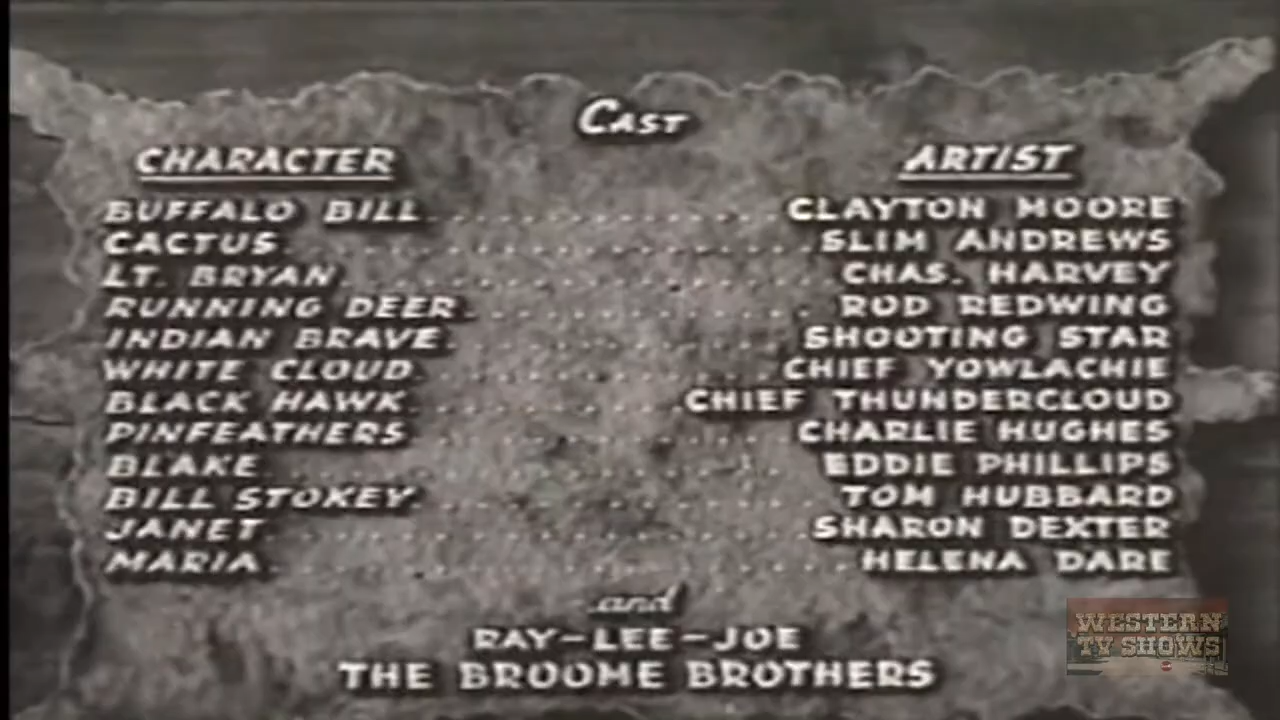 CAST
CHARACTER ARTIST
BUFFALO BILL..............CLAYTON MOORE
CACTUS..............SLIM ANDREWS
LT. BRYAN..............CHAS. HARVEY
RUNNING DEER..............ROD REDWING
INDIAN BRAVE..............SHOOTING STAR
WHITE CLOUD..............CHIEF YOWLACHIE
BLACK HAWK..............CHIEF THUNDERCLOUD
PINFEATHERS..............CHARLIE HUGHES
BLAKE..............EDDIE PHILLIPS
BILL STOKEY..............TOM HUBBARD
JANET..............SHARON DEXTER
MARIA..............HELENA DARE
and
RAY-LEE-JOE
THE BROOME BROTHERS
WESTERN
TV SHOWS